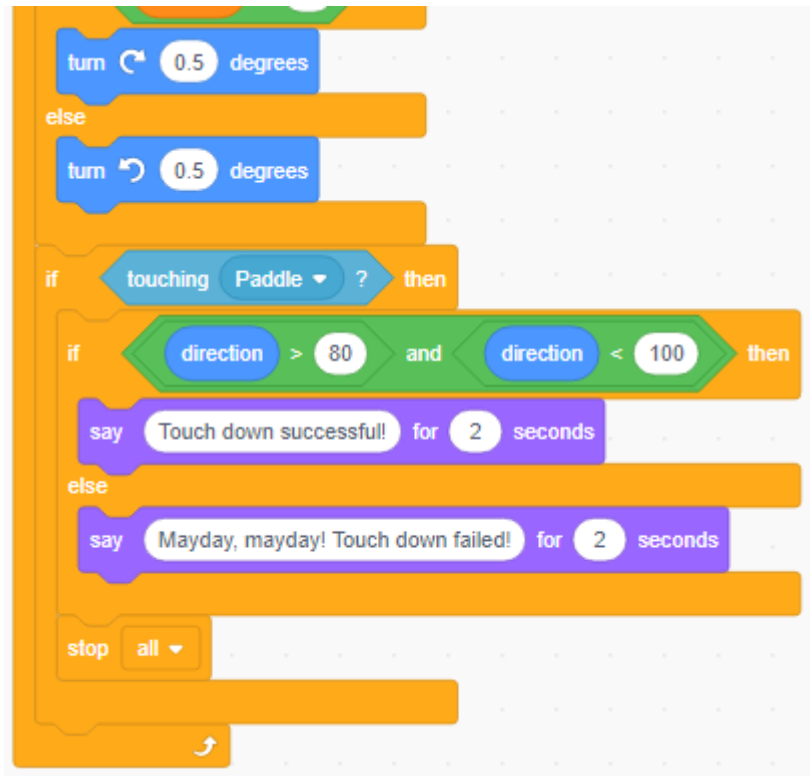 turn 0.5 degrees
else
turn 0.5 degrees
if touching Paddle ? then
if direction > 80 and direction < 100 then
say Touch down successful! for 2 seconds
else
say Mayday, mayday! Touch down failed! for 2 seconds
stop all